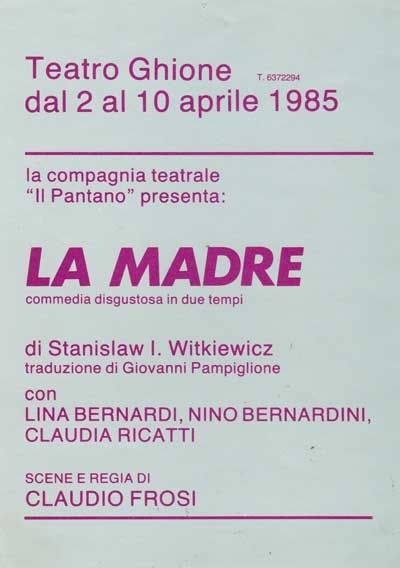 Teatro Ghione T. 6372294
dal 2 al 10 aprile 1985
la compagnia teatrale
“Il Pantano” presenta:
LA MADRE
commedia disgustosa in due tempi
di Stanislaw I. Witkiewicz
traduzione di Giovanni Pampiglione
con
LINA BERNARDI, NINO BERNARDINI,
CLAUDIA RICATTI
SCENE E REGIA DI
CLAUDIO FROSI